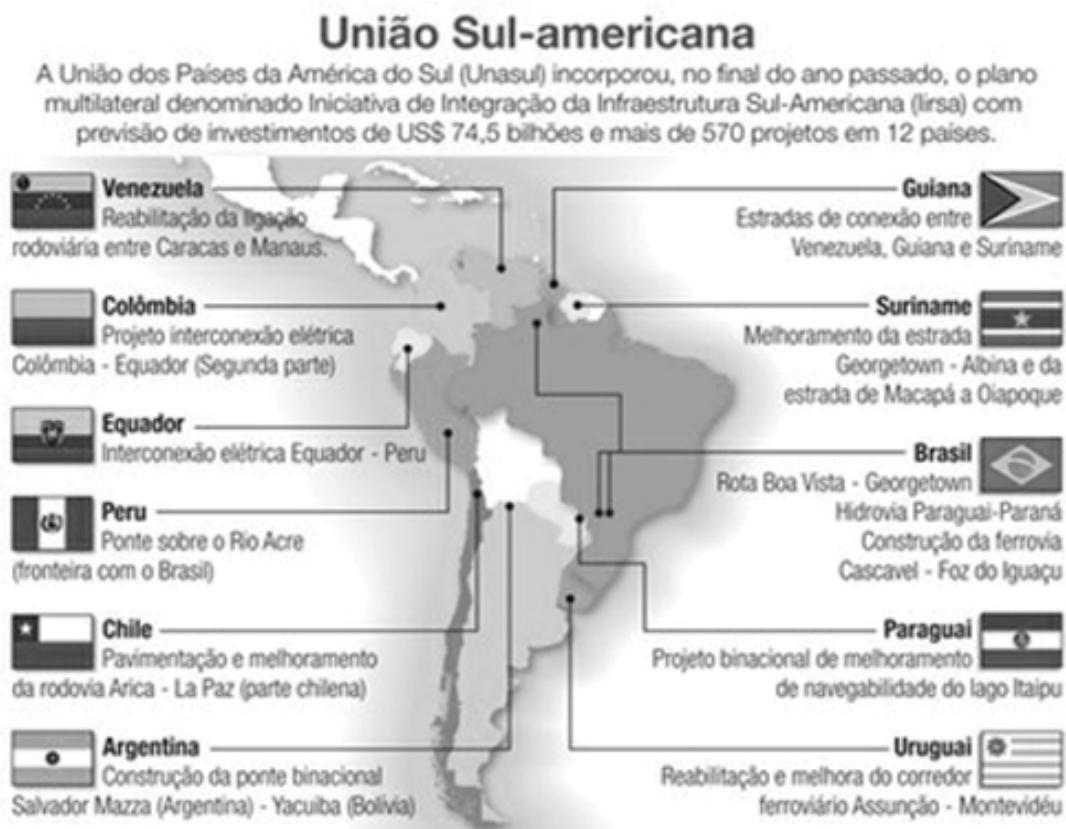 União Sul-americana
A União dos Países da América do Sul (Unasul) incorporou, no final do ano passado, o plano
multilateral denominado Iniciativa de Integração da Infraestrutura Sul-Americana (Iirsa) com
previsão de investimentos de US$ 74,5 bilhões e mais de 570 projetos em 12 países.
Venezuela
Reabilitação da ligação
rodoviária entre Caracas e Manaus.
Colômbia
Projeto interconexão elétrica
Colômbia - Equador (Segunda parte)
Equador
Interconexão elétrica Equador - Peru
Peru
Ponte sobre o Rio Acre
(fronteira com o Brasil)
Chile
Pavimentação e melhoramento
da rodovia Arica - La Paz (parte chilena)
Argentina
Construção da ponte binacional
Salvador Mazza (Argentina) - Yacuiba (Bolívia)
Guiana
Estradas de conexão entre
Venezuela, Guiana e Suriname
Suriname
Melhoramento da estrada
Georgetown - Albina e da
estrada de Macapá a Oiapoque
Brasil
Rota Boa Vista - Georgetown
Hidrovia Paraguai-Paraná
Construção da ferrovia
Cascavel - Foz do Iguaçu
Paraguai
Projeto binacional de melhoramento
de navegabilidade do lago Itaipu
Uruguai
Reabilitação e melhora do corredor
ferroviário Assunção - Montevidéu